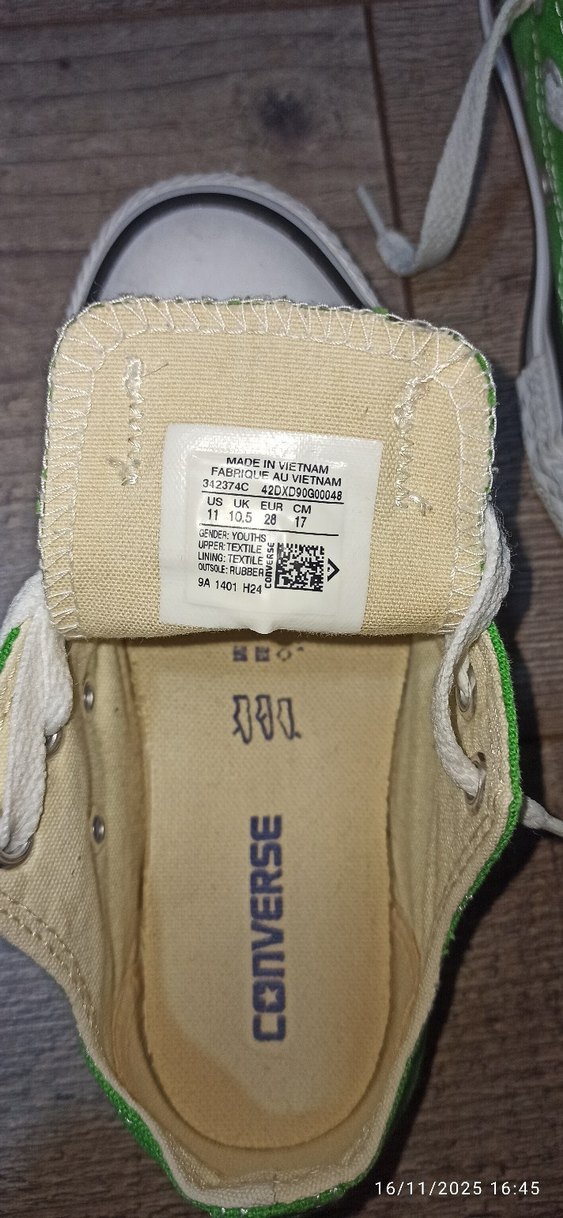 MADE IN VIETNAM
FABRIQUE AU VIETNAM
342374C 42DXD90G00048
US UK EUR CM
11 10.5 28 17
GENDER: YOUTHS
UPPER: TEXTILE
LINING: TEXTILE
OUTSOLE: RUBBER
CONVERSE
9A 1401 H24
CONVERSE
16/11/2025 16:45